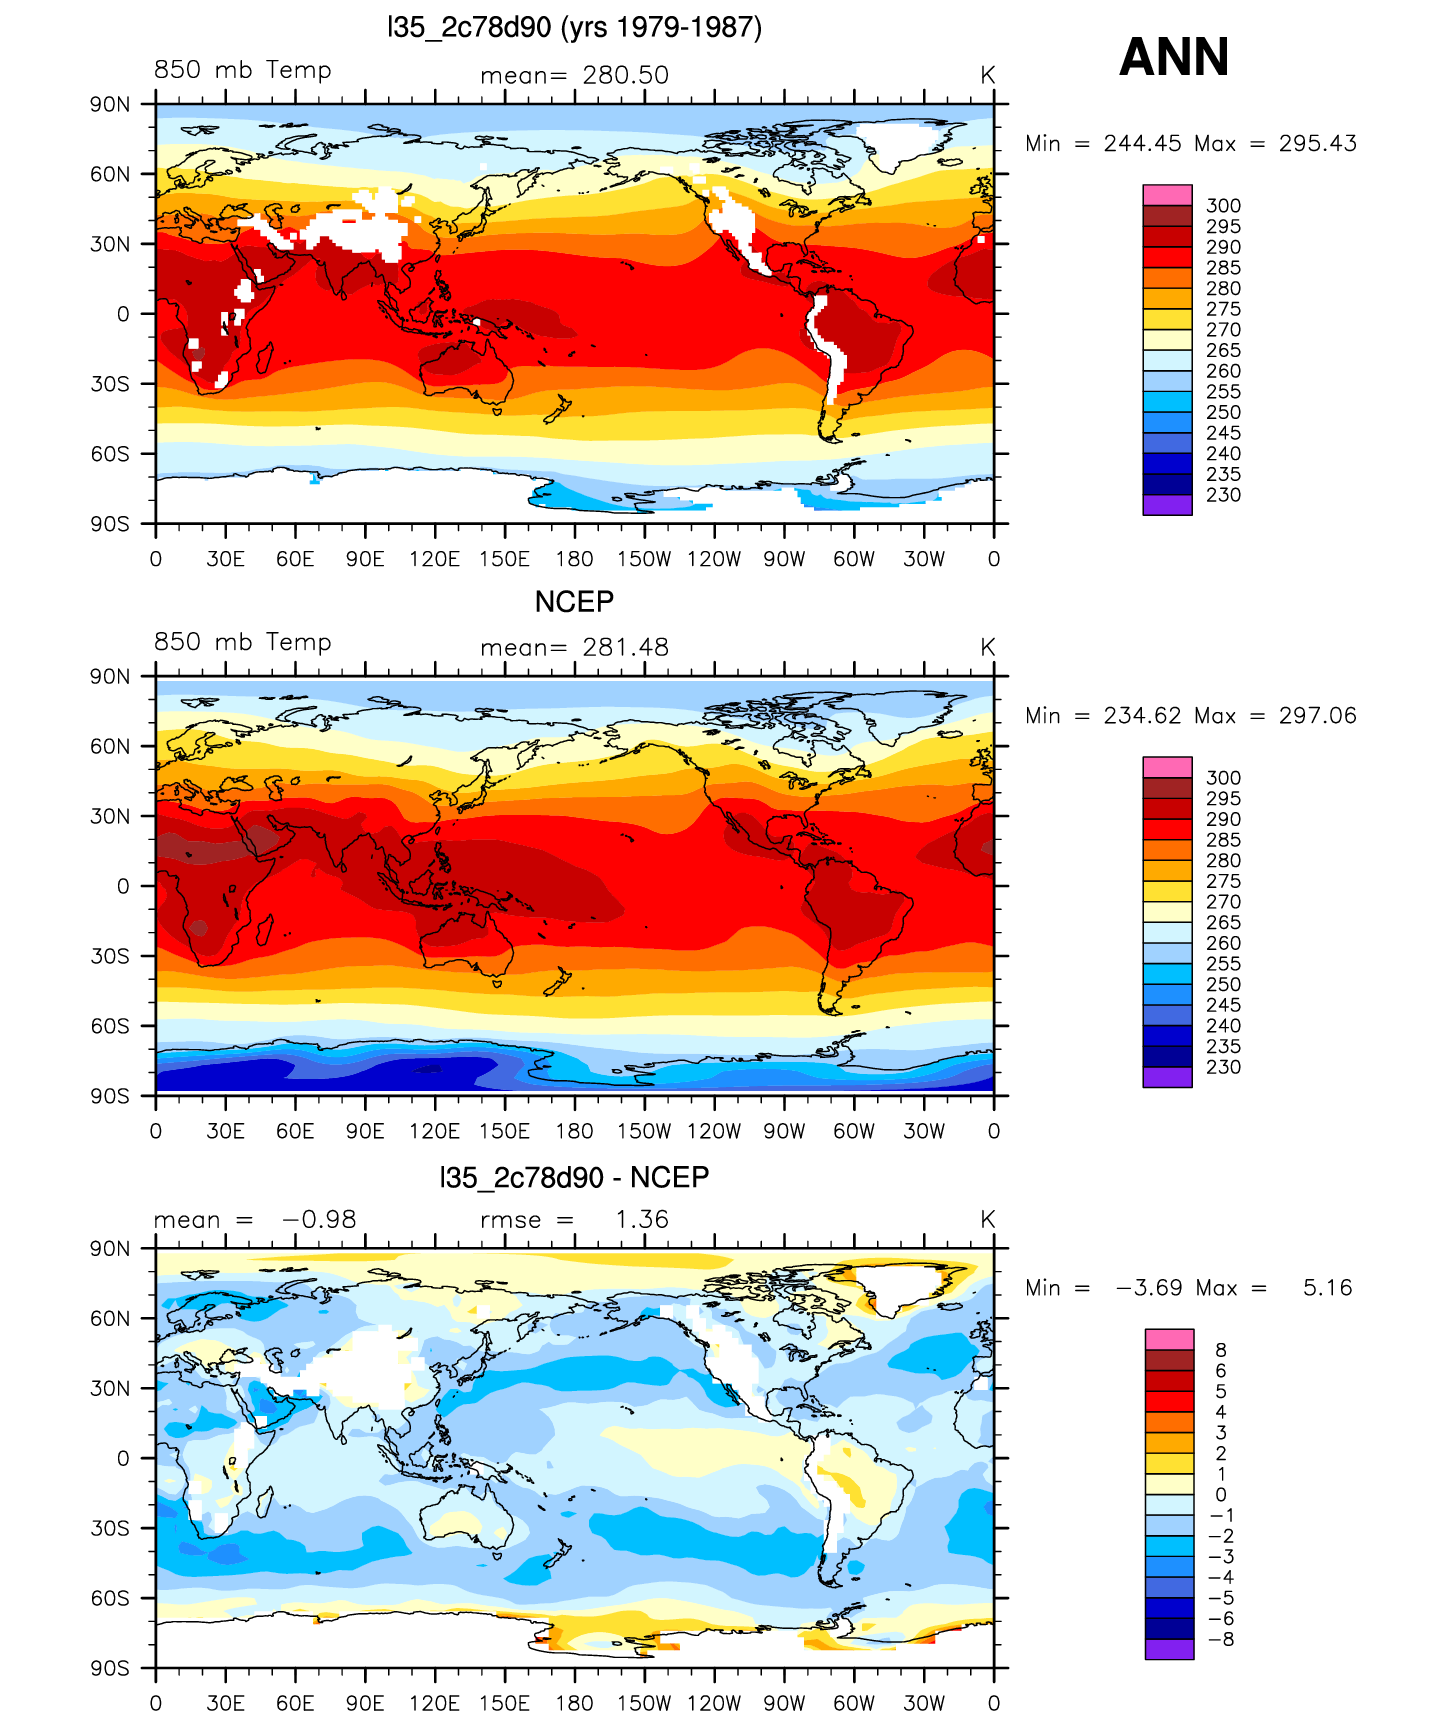 l35_2c78d90 (yrs 1979-1987)
ANN
850 mb Temp mean= 280.50 K
Min = 244.45 Max = 295.43
90N
60N
30N
0
30S
60S
90S
0 30E 60E 90E 120E 150E 180 150W 120W 90W 60W 30W 0
300
295
290
285
280
275
270
265
260
255
250
245
240
235
230
NCEP
850 mb Temp mean= 281.48 K
Min = 234.62 Max = 297.06
90N
60N
30N
0
30S
60S
90S
0 30E 60E 90E 120E 150E 180 150W 120W 90W 60W 30W 0
300
295
290
285
280
275
270
265
260
255
250
245
240
235
230
l35_2c78d90 - NCEP
mean = −0.98 rmse = 1.36 K
Min = −3.69 Max = 5.16
90N
60N
30N
0
30S
60S
90S
0 30E 60E 90E 120E 150E 180 150W 120W 90W 60W 30W 0
8
6
5
4
3
2
1
0
−1
−2
−3
−4
−5
−6
−8